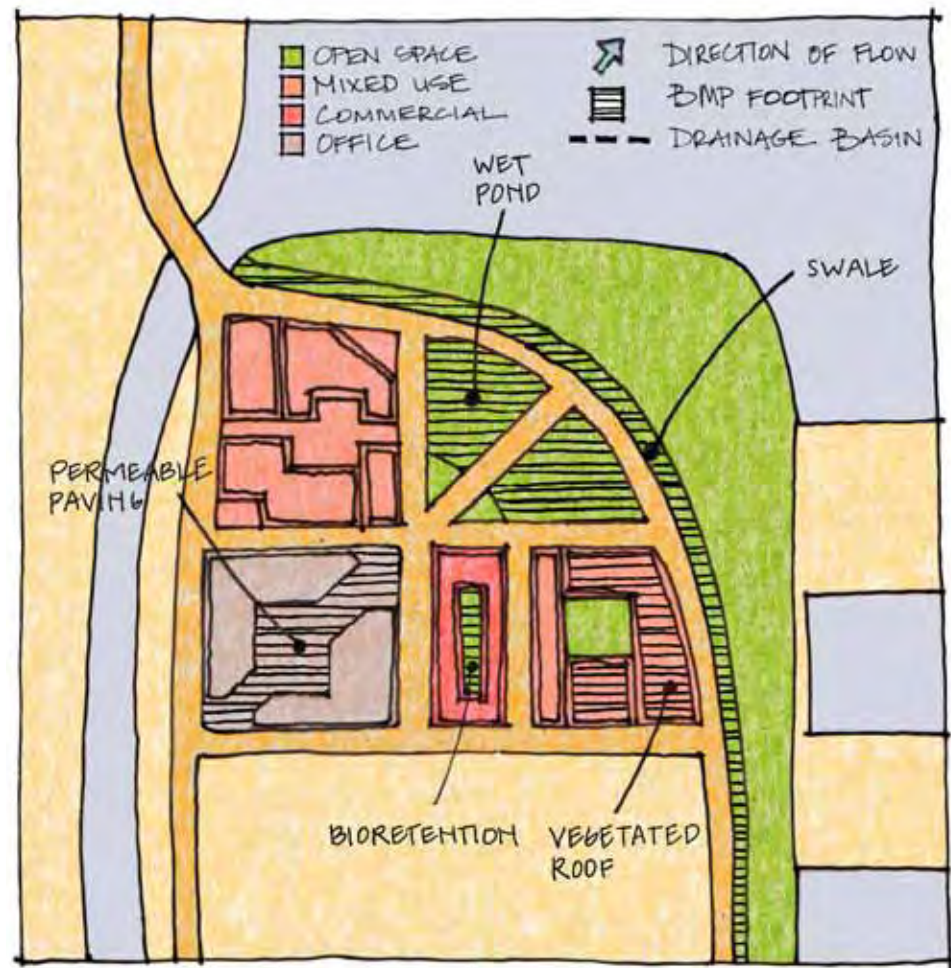 OPEN SPACE
MIXED USE
COMMERCIAL
OFFICE
DIRECTION OF FLOW
BMP FOOTPRINT
DRAINAGE BASIN
WET
POND
SWALE
PERMEABLE
PAVING
BIORETENTION
VEGETATED
ROOF